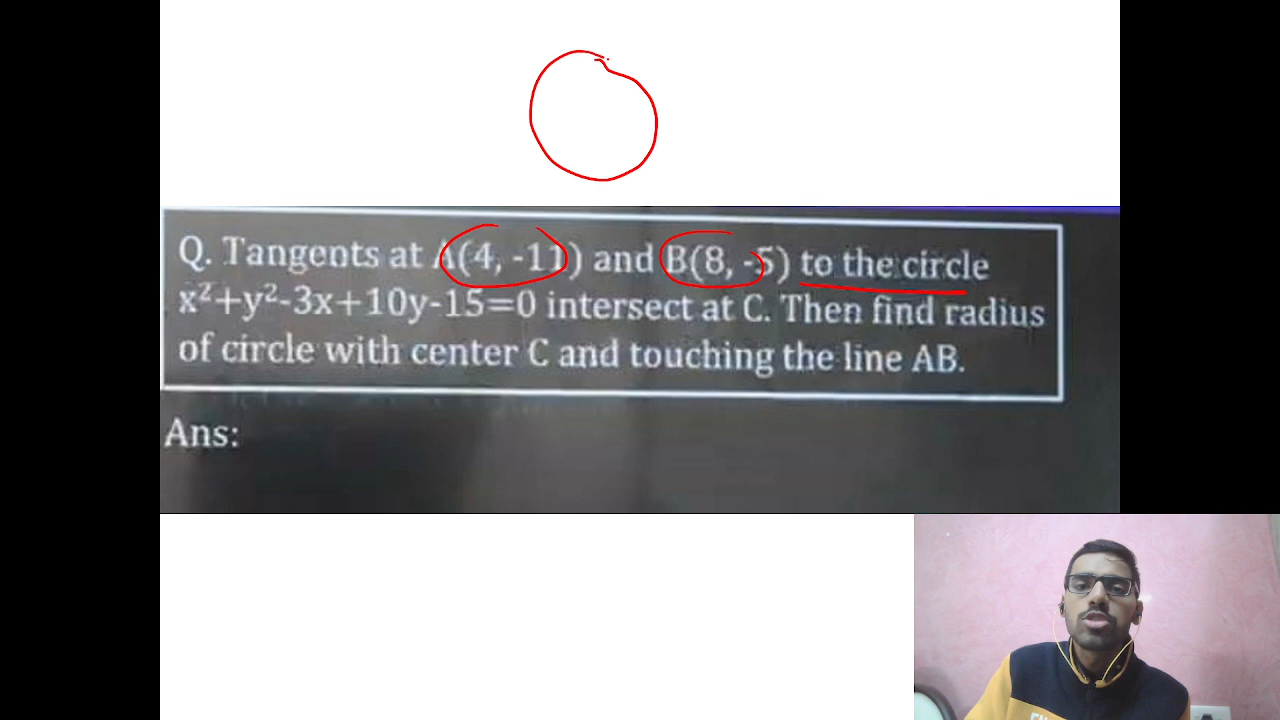 Q. Tangents at A(4, -11) and B(8, -5) to the circle
x²+y²-3x+10y-15=0 intersect at C. Then find radius
of circle with center C and touching the line AB.
Ans: